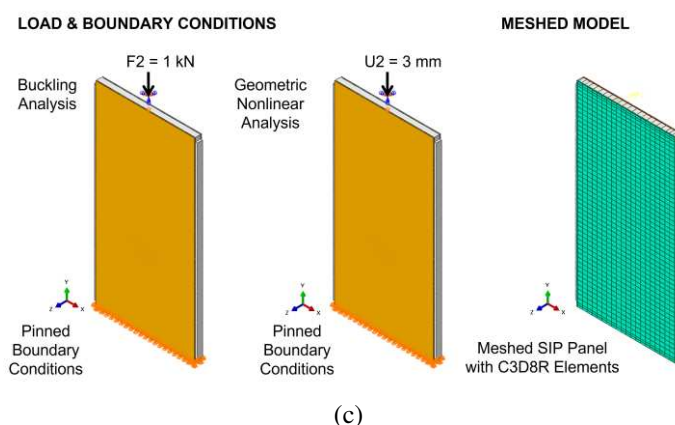 LOAD & BOUNDARY CONDITIONS
MESHED MODEL
F2 = 1 kN
U2 = 3 mm
Buckling
Analysis
Geometric
Nonlinear
Analysis
Y
Z
X
Y
Z
X
Y
Z
X
Pinned
Boundary
Conditions
Pinned
Boundary
Conditions
Meshed SIP Panel
with C3D8R Elements
(c)